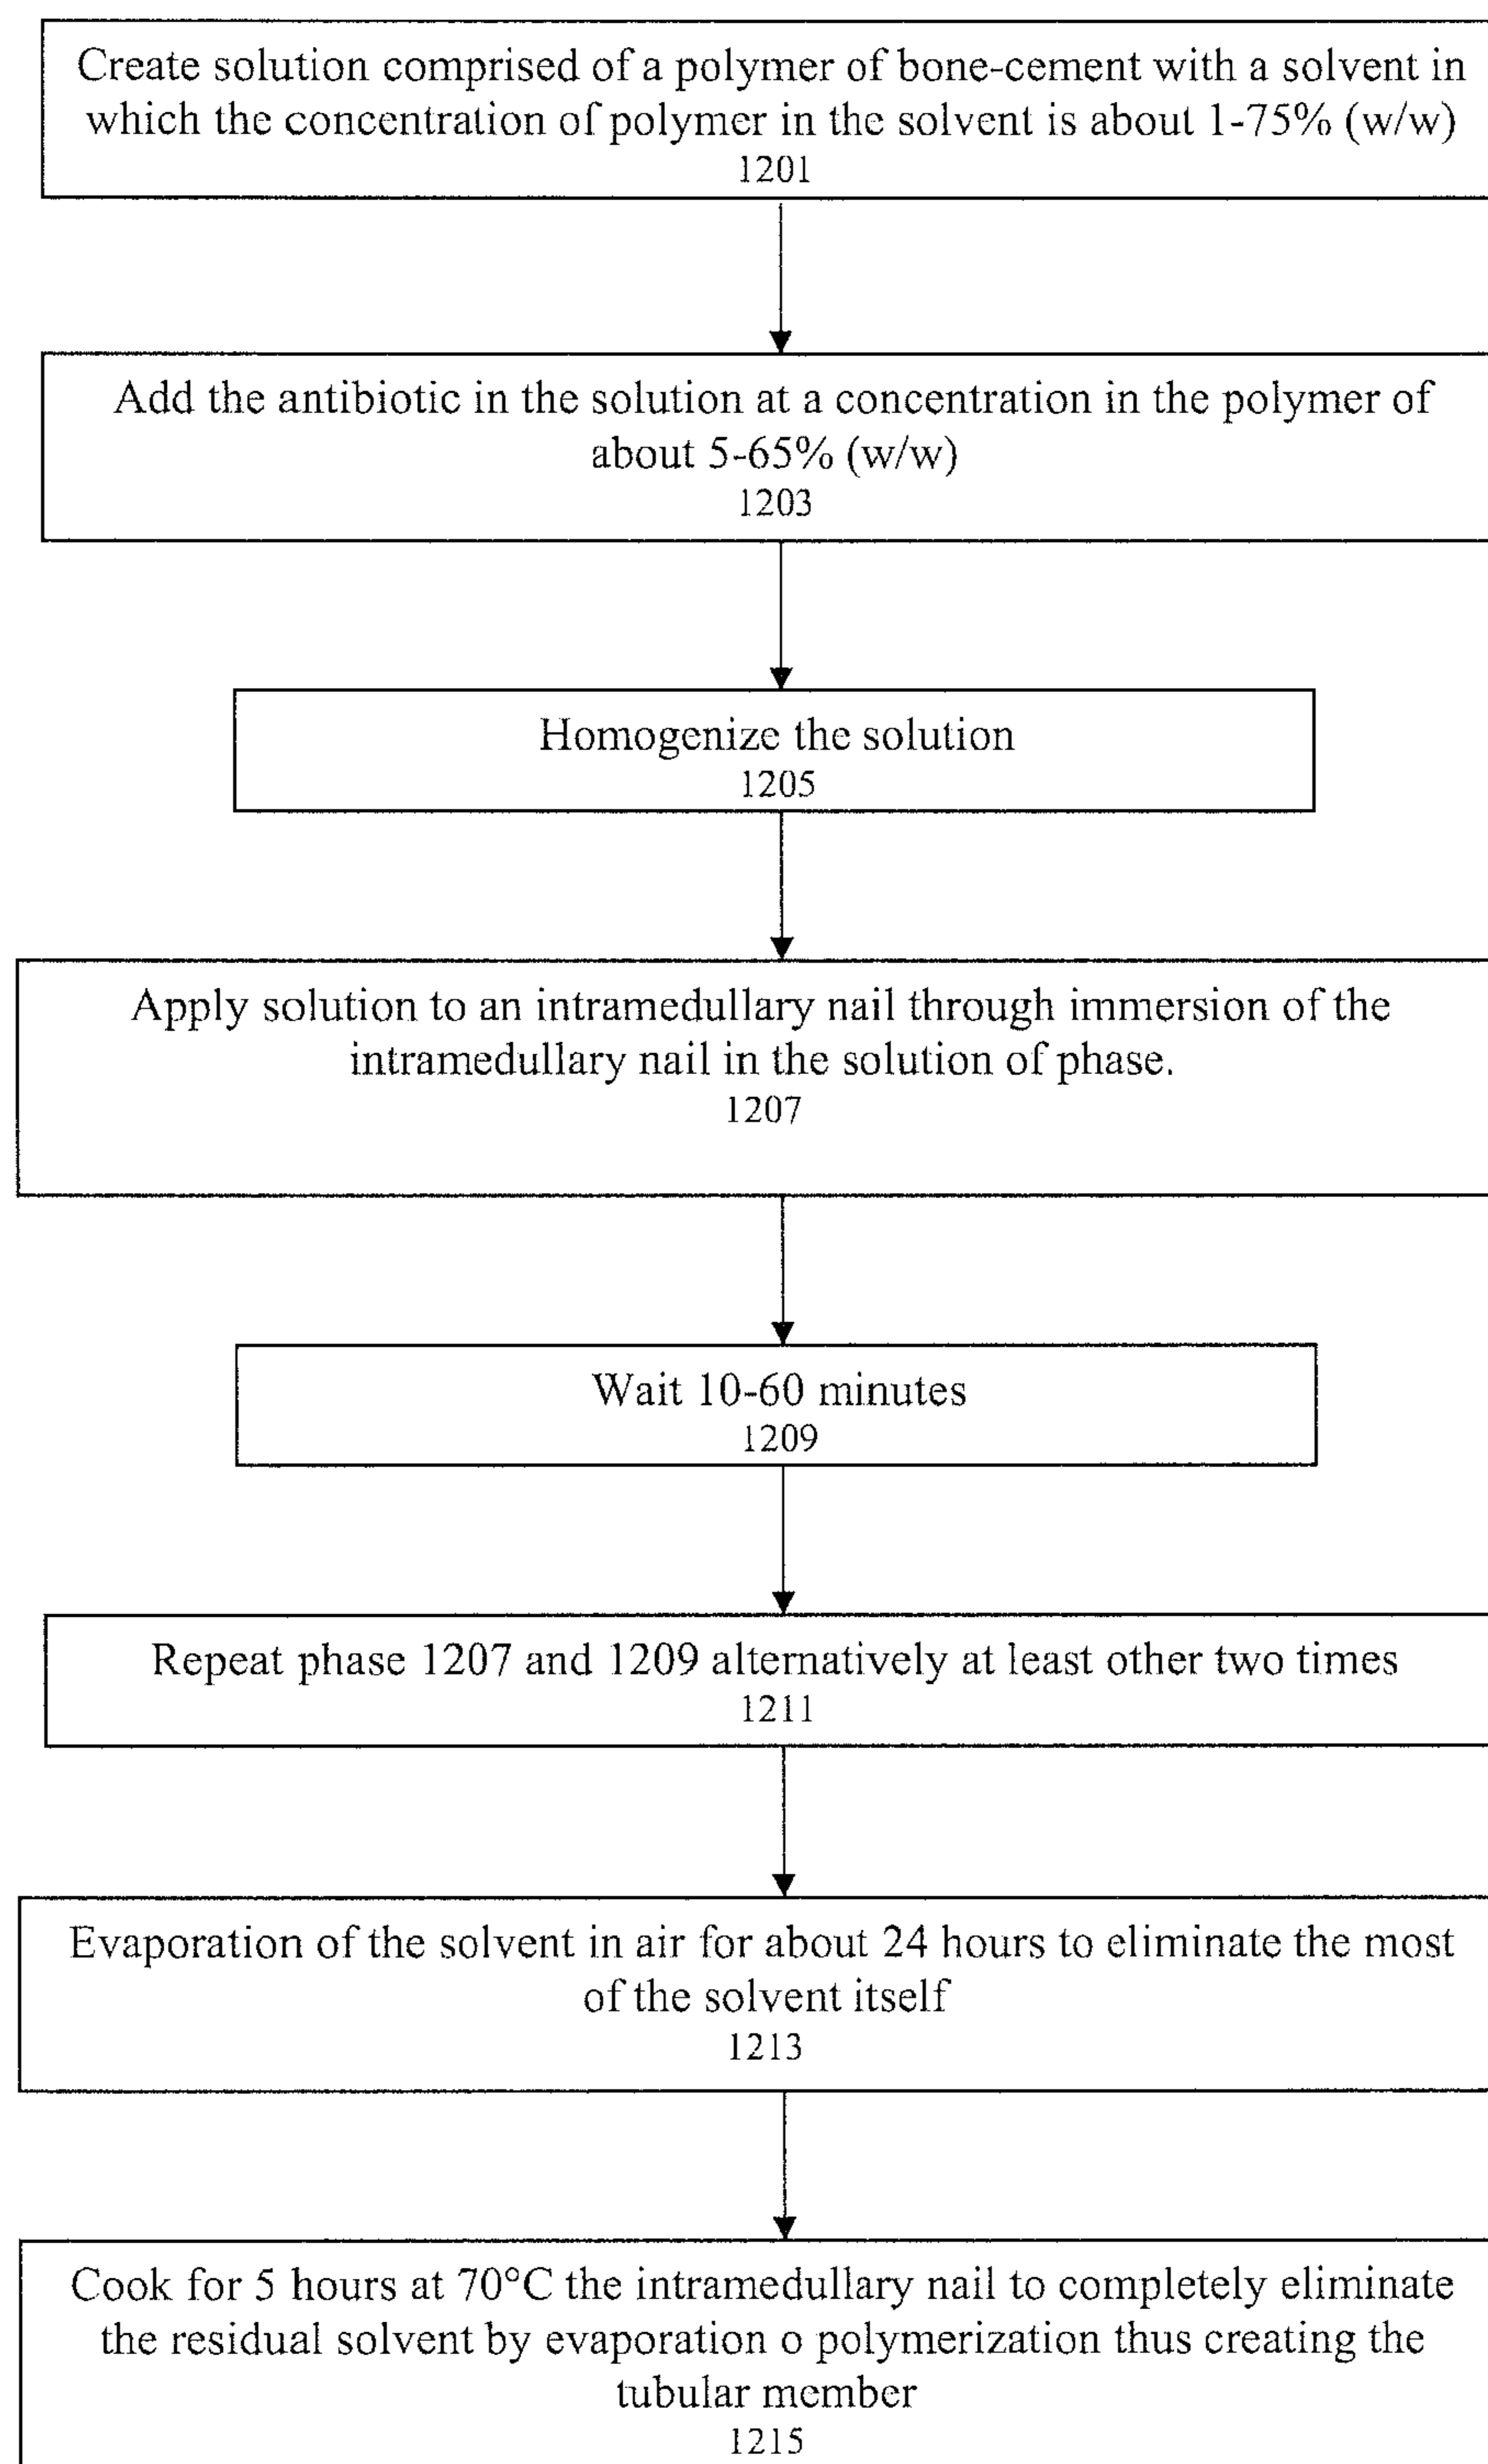 Create solution comprised of a polymer of bone-cement with a solvent in
which the concentration of polymer in the solvent is about 1-75% (w/w)
1201
Add the antibiotic in the solution at a concentration in the polymer of
about 5-65% (w/w)
1203
Homogenize the solution
1205
Apply solution to an intramedullary nail through immersion of the
intramedullary nail in the solution of phase.
1207
Wait 10-60 minutes
1209
Repeat phase 1207 and 1209 alternatively at least other two times
1211
Evaporation of the solvent in air for about 24 hours to eliminate the most
of the solvent itself
1213
Cook for 5 hours at 70°C the intramedullary nail to completely eliminate
the residual solvent by evaporation o polymerization thus creating the
tubular member
1215